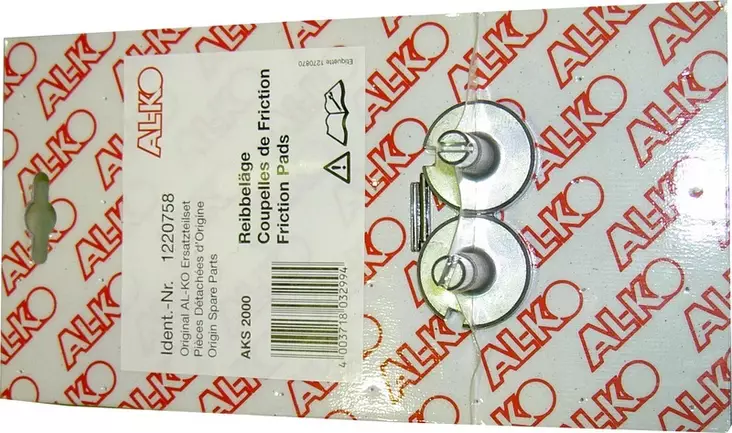 AL-KO
Etiquette 1270870
Ident.-Nr. 1220758
Original AL-KO Ersatzteilset
Pièces Détachées d'Origine
Origin Spare Parts
Reibbeläge
Coupelles de Friction
Friction Pads
AKS 2000
4 003718 032994